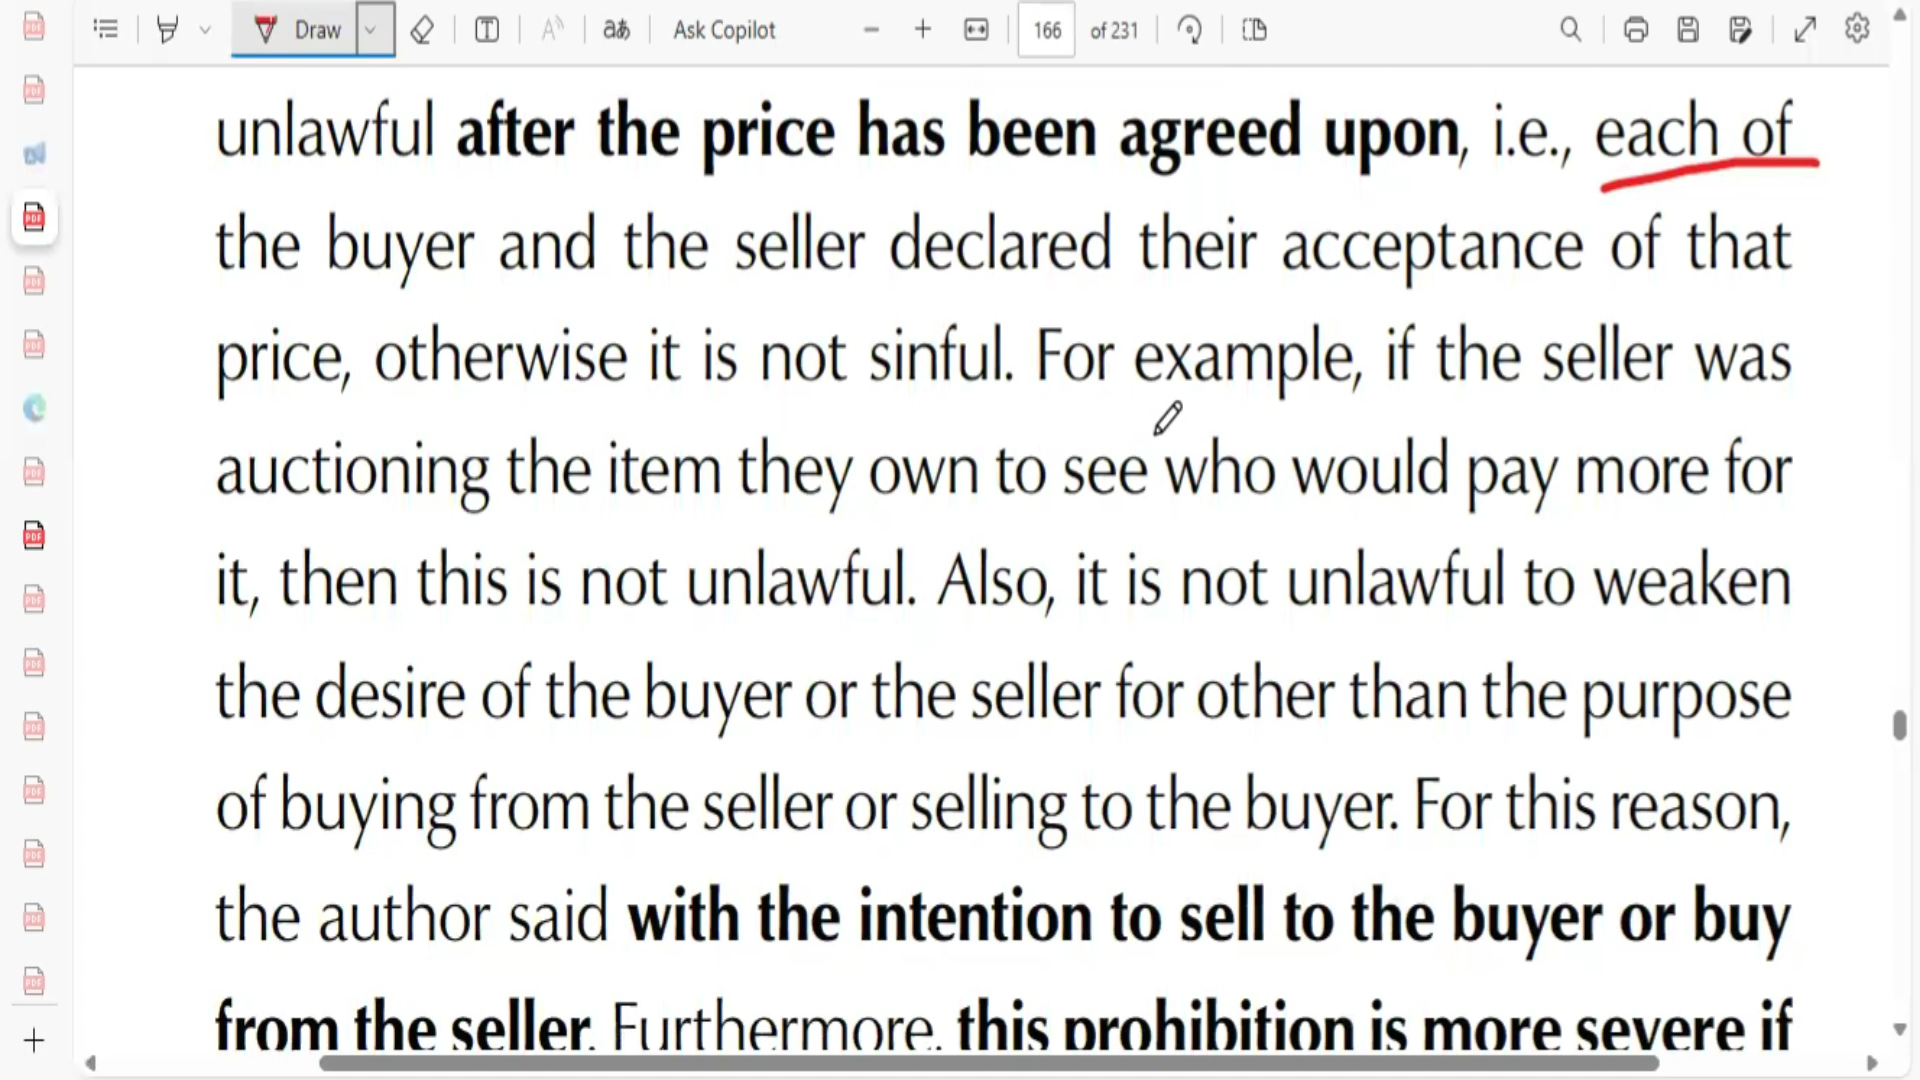 Draw
Ask Copilot
166 of 231
unlawful after the price has been agreed upon, i.e., each of
the buyer and the seller declared their acceptance of that
price, otherwise it is not sinful. For example, if the seller was
auctioning the item they own to see who would pay more for
it, then this is not unlawful. Also, it is not unlawful to weaken
the desire of the buyer or the seller for other than the purpose
of buying from the seller or selling to the buyer. For this reason,
the author said with the intention to sell to the buyer or buy
from the seller. Furthermore, this prohibition is more severe if